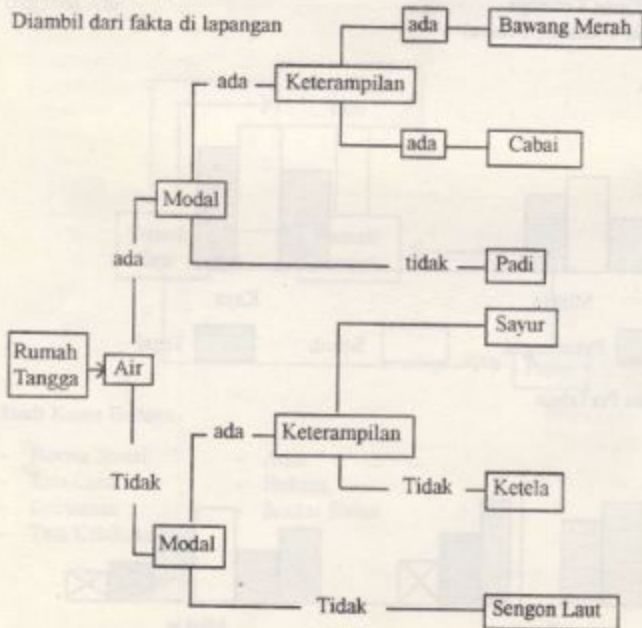 Diambil dari fakta di lapangan
ada
Bawang Merah
ada
Keterampilan
ada
Cabai
Modal
ada
tidak
Padi
Sayur
Rumah
Tangga
Air
ada
Keterampilan
Tidak
Tidak
Ketela
Modal
Tidak
Sengon Laut